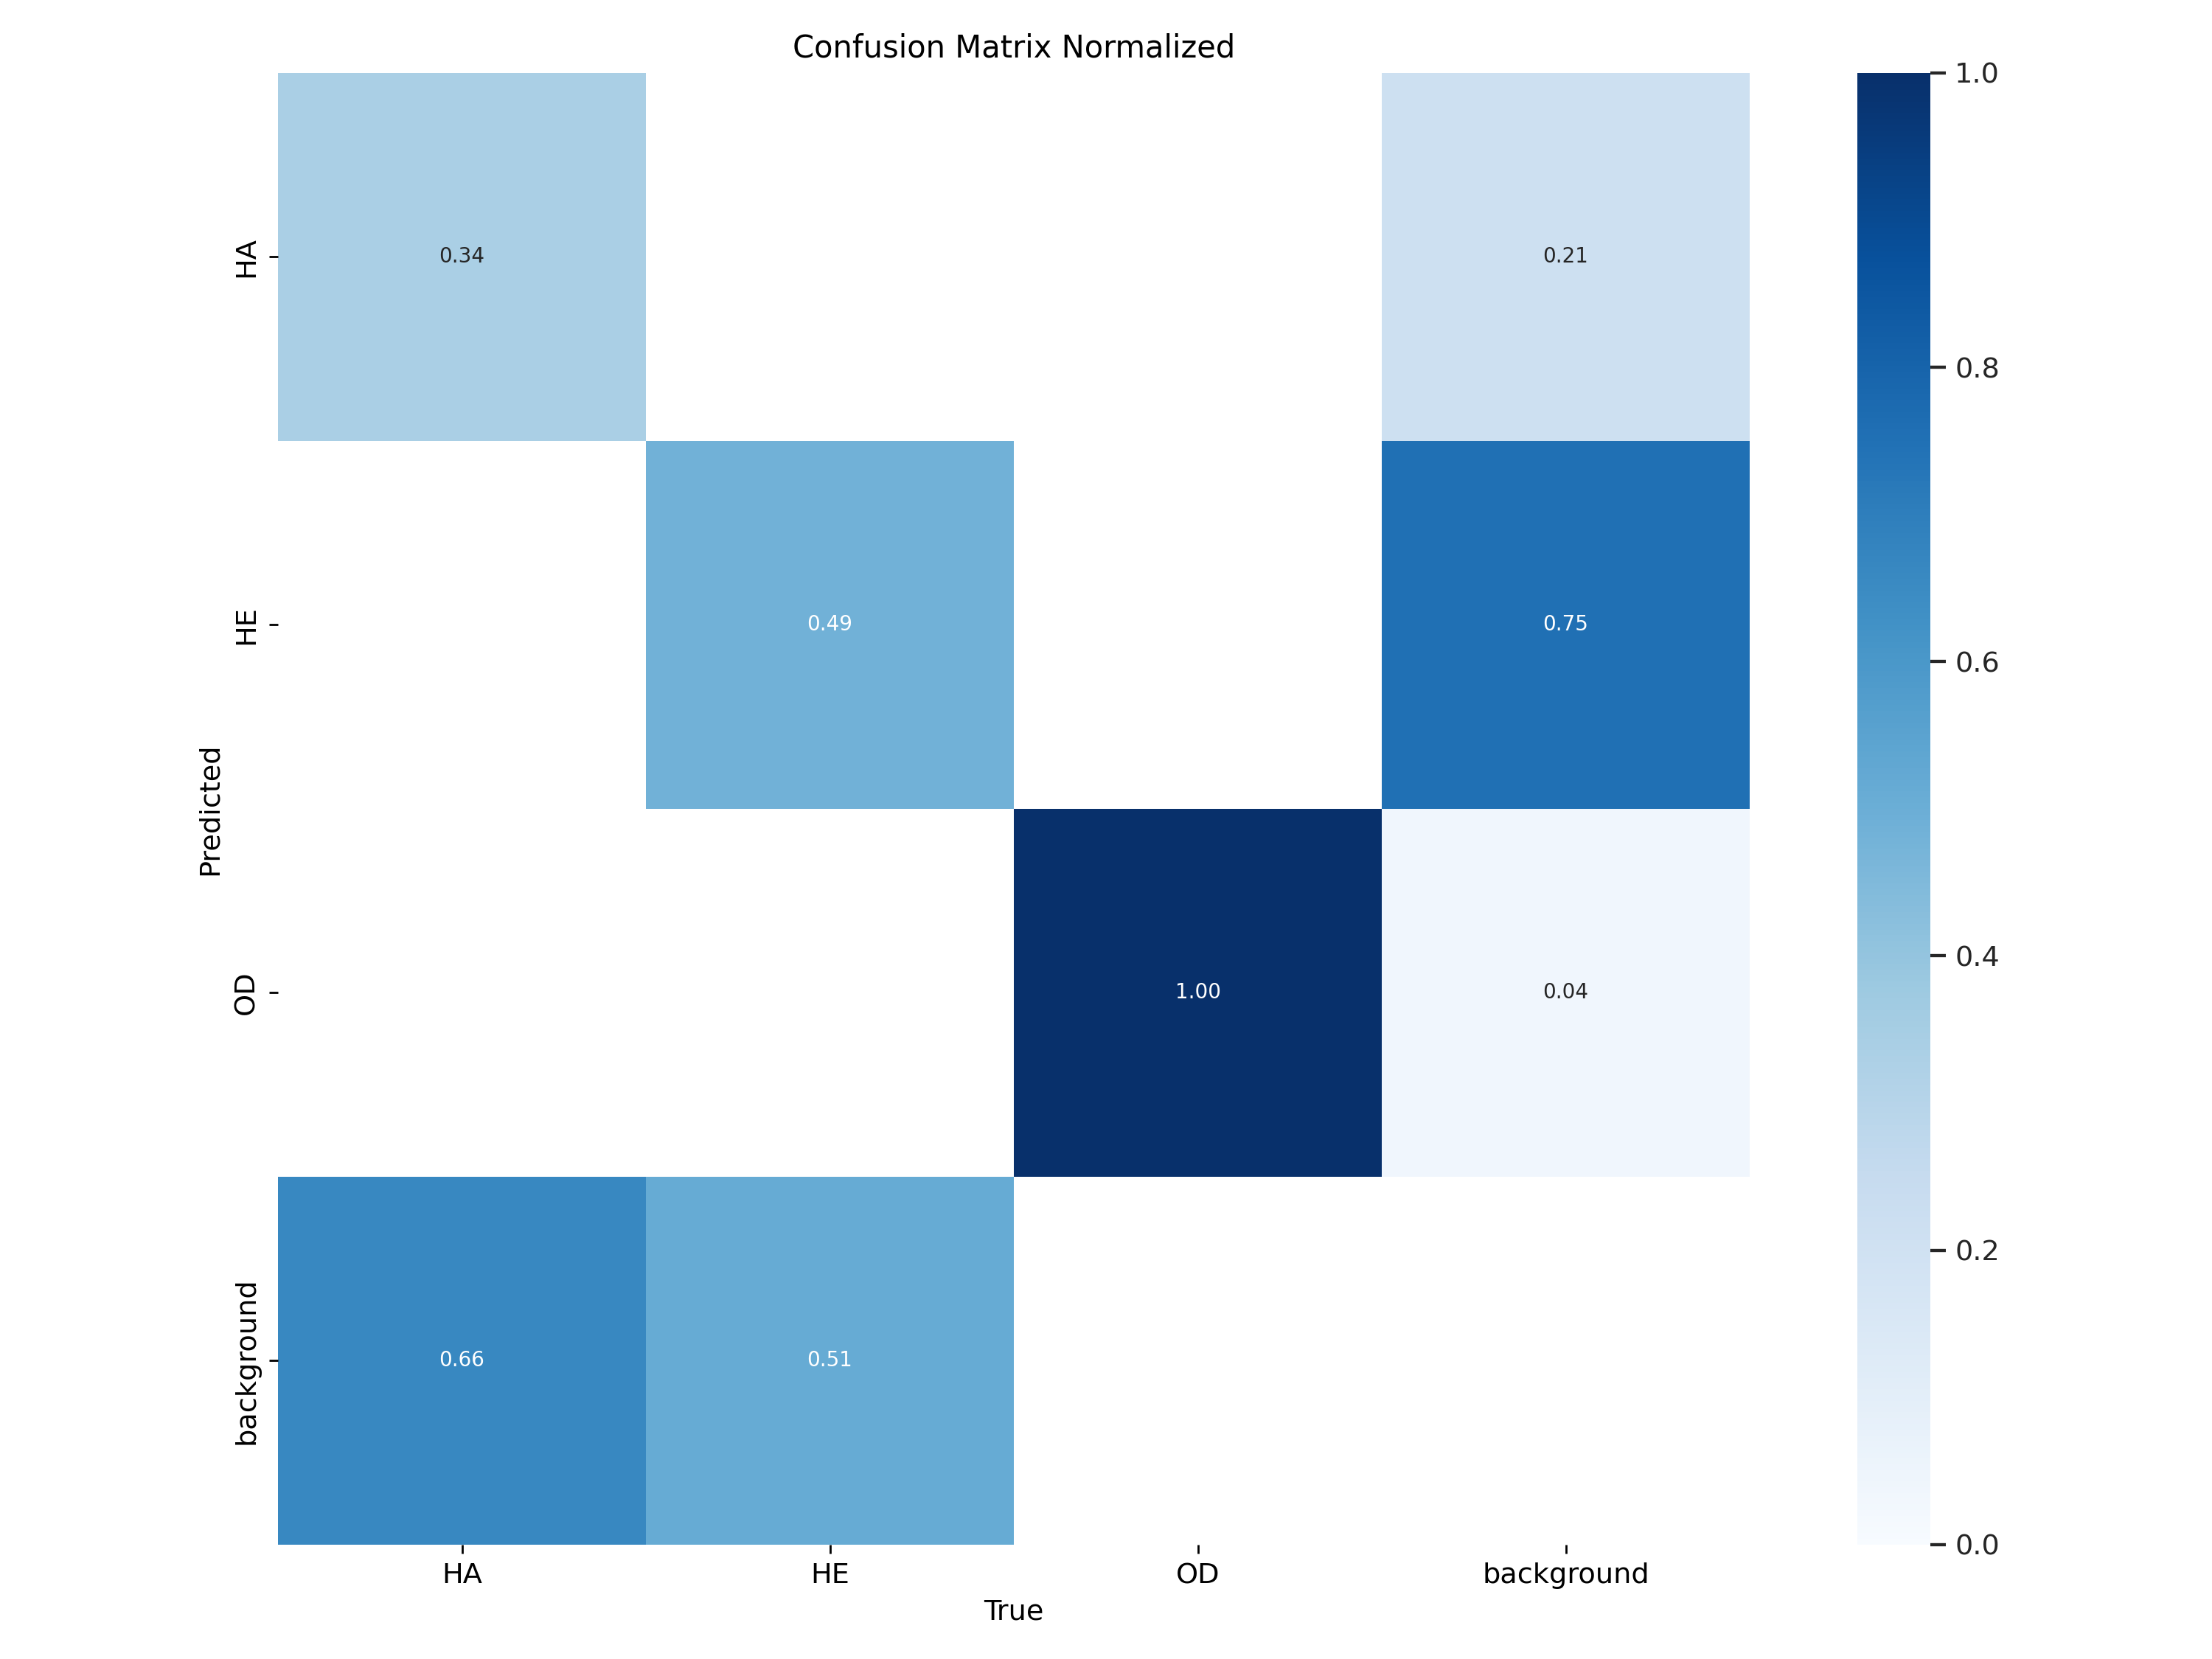 Confusion Matrix Normalized
HA
0.34
0.21
HE
0.49
0.75
OD
1.00
0.04
background
0.66
0.51
HA
HE
OD
background
Predicted
True
1.0
0.8
0.6
0.4
0.2
0.0